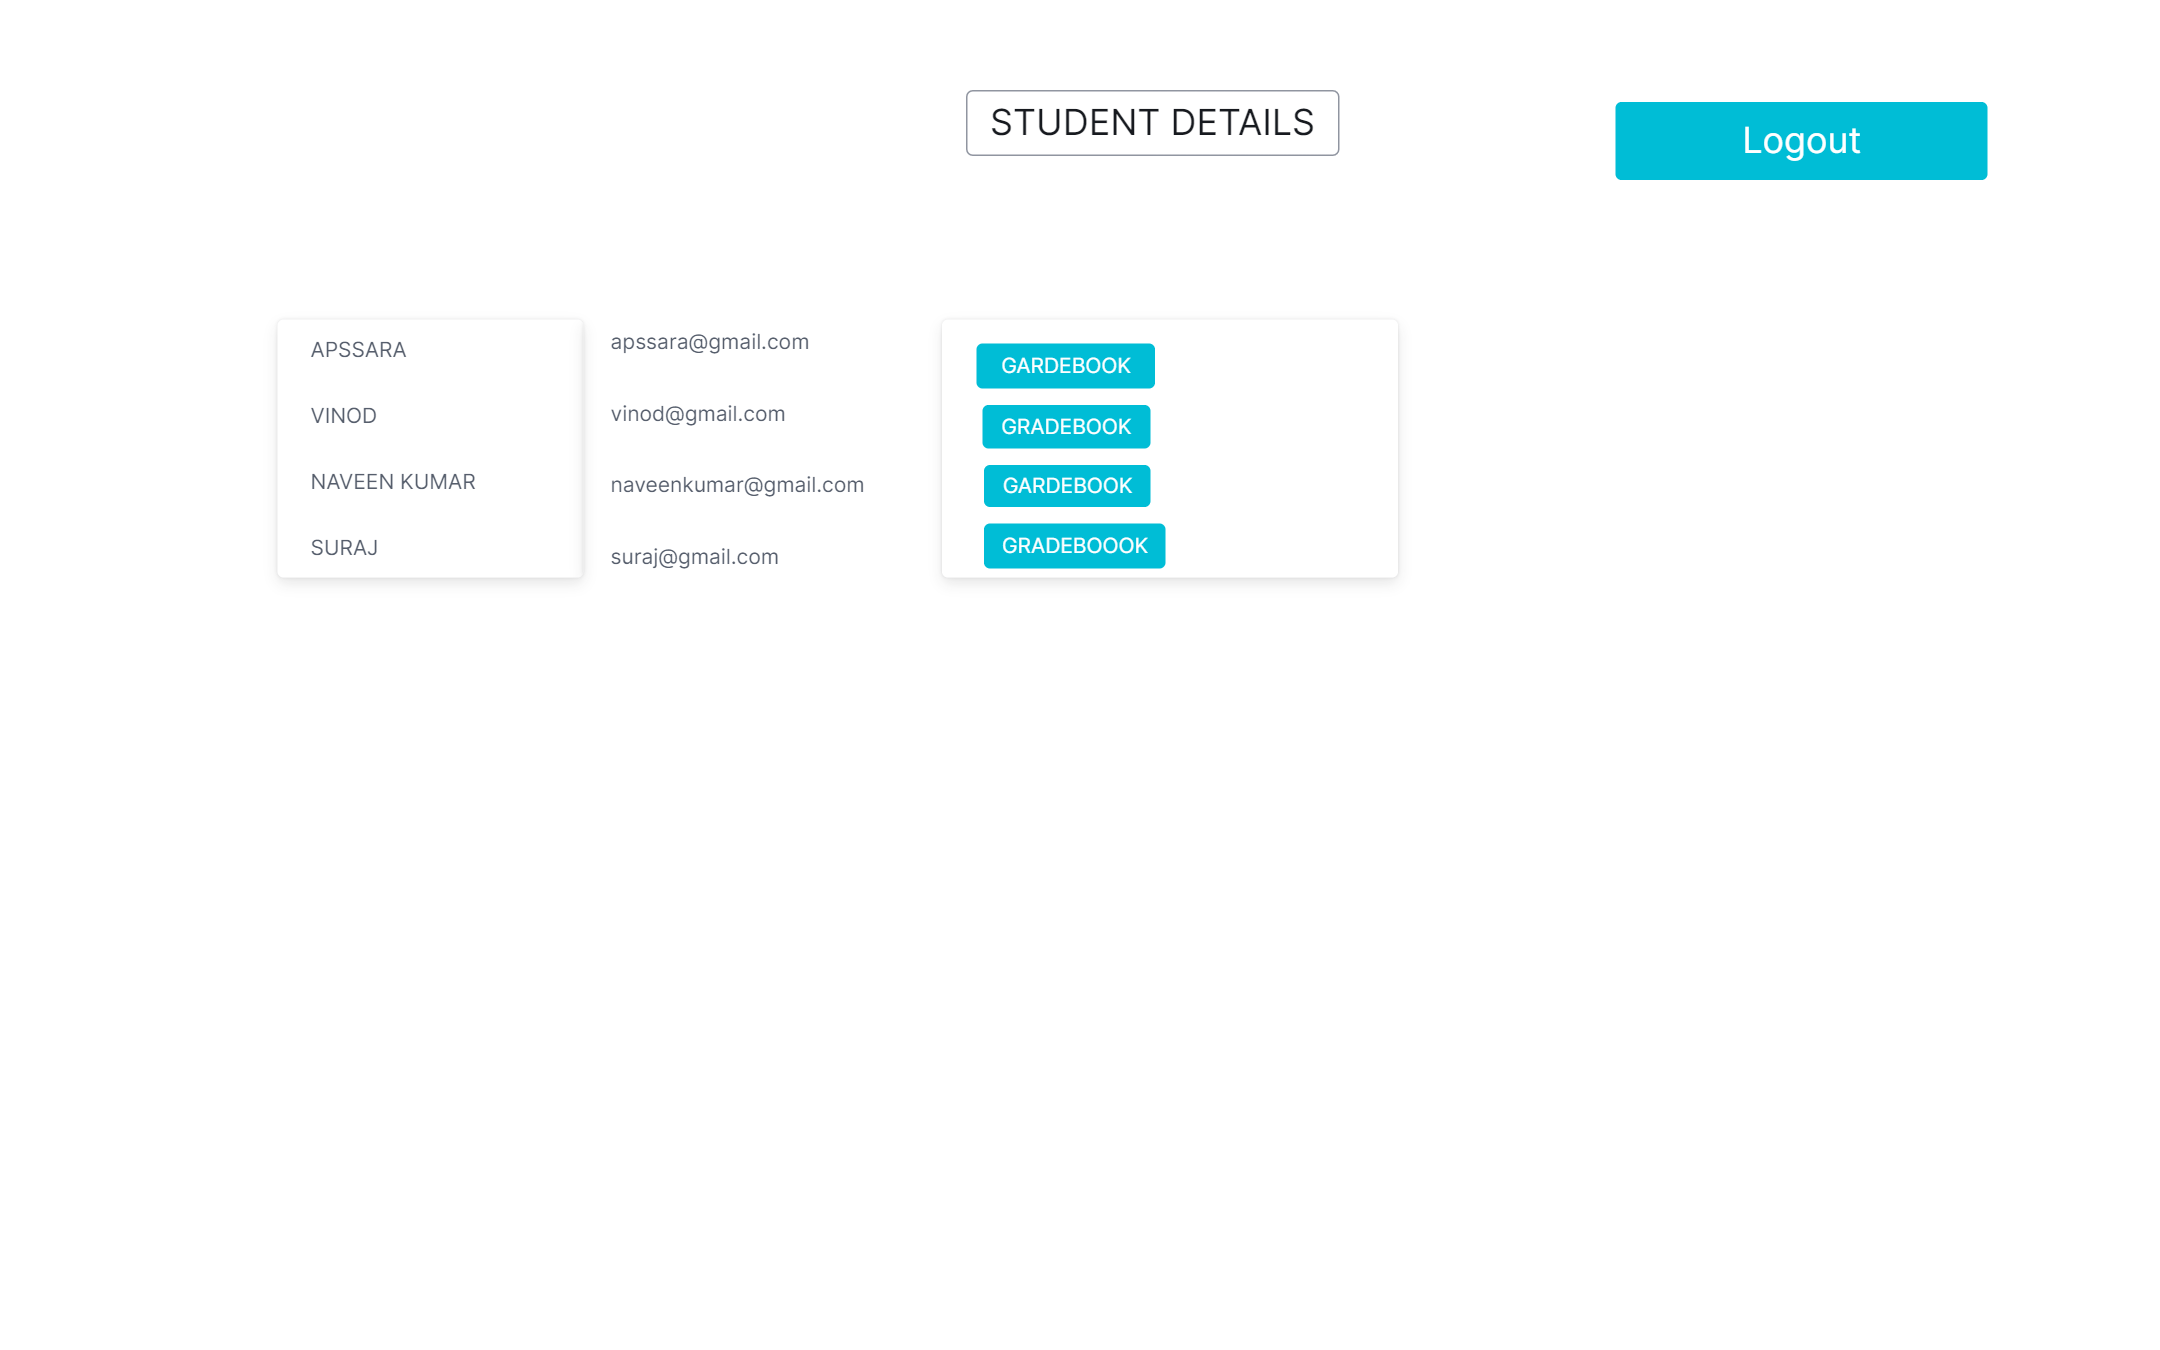 STUDENT DETAILS
Logout
APSSARA
apssara@gmail.com
GARDEBOOK
VINOD
vinod@gmail.com
GRADEBOOK
NAVEEN KUMAR
naveenkumar@gmail.com
GARDEBOOK
SURAJ
suraj@gmail.com
GRADEBOOOK